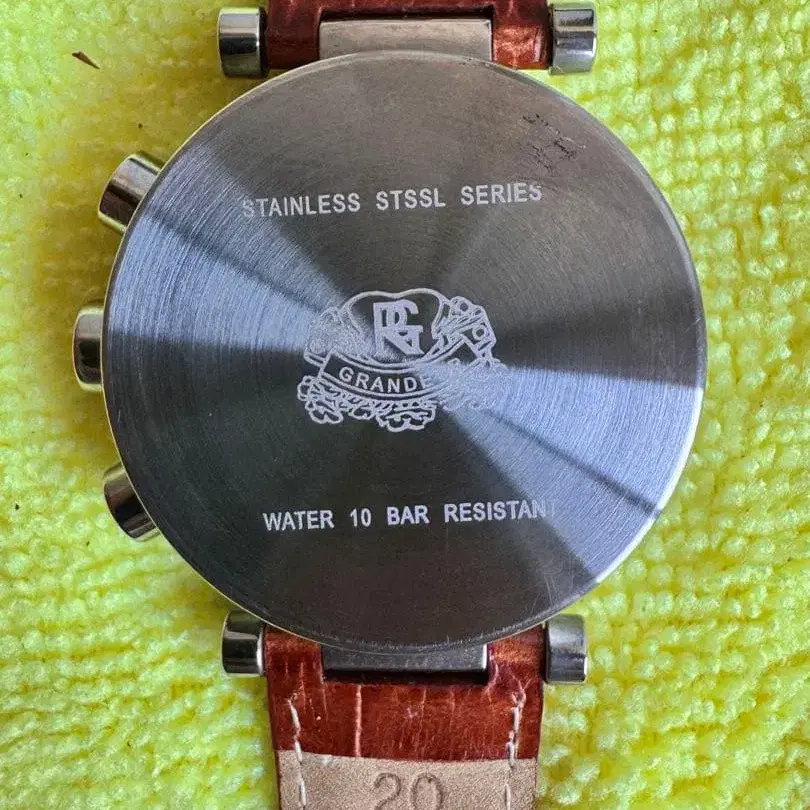 STAINLESS STSSL SERIES
RG
GRANDE
WATER 10 BAR RESISTANT
20